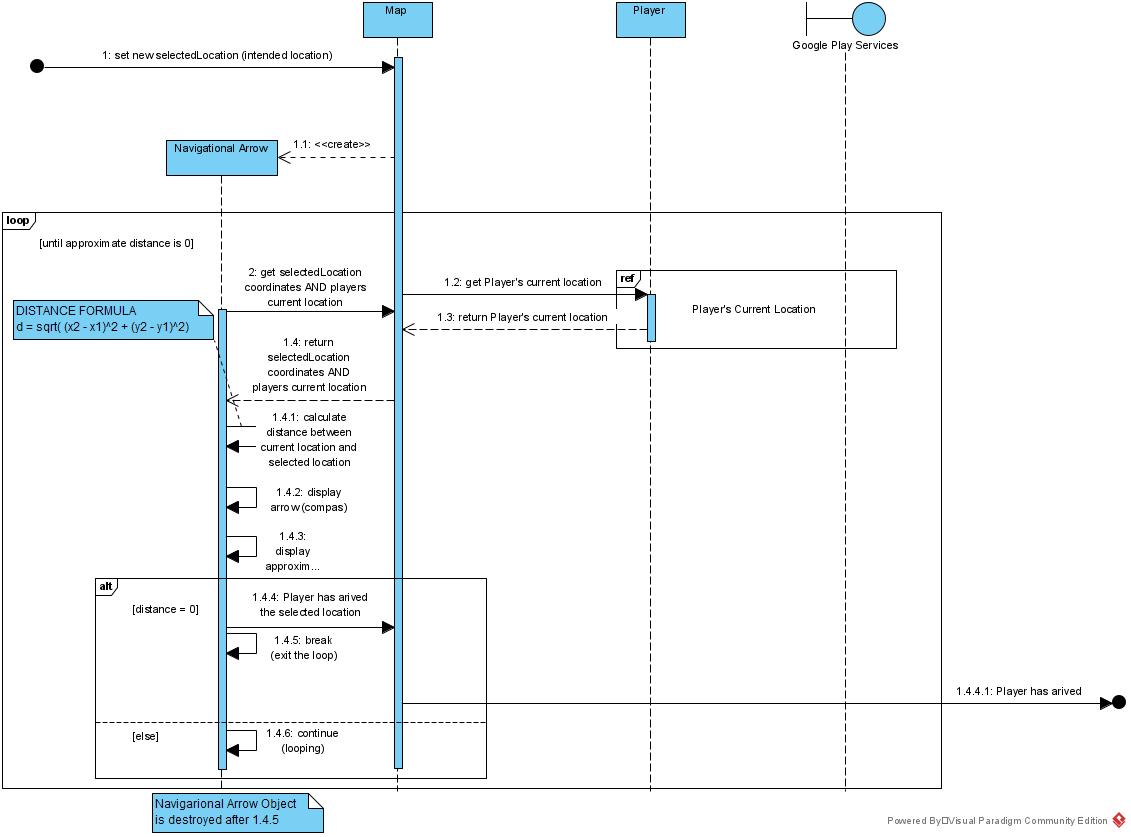 Map
Player
Google Play Services
1: set new selectedLocation (intended location)
1.1: <<create>>
Navigational Arrow
loop
[until approximate distance is 0]
2: get selectedLocation
coordinates AND players
current location
1.2: get Player's current location
ref
Player's Current Location
DISTANCE FORMULA
d = sqrt( (x2 - x1)^2 + (y2 - y1)^2)
1.3: return Player's current location
1.4: return
selectedLocation
coordinates AND
players current location
1.4.1: calculate
distance between
current location and
selected location
1.4.2: display
arrow(compas)
1.4.3:
display
approxim...
alt
[distance = 0]
1.4.4: Player has arived
the selected location
1.4.5: break
(exit the loop)
1.4.4.1: Player has arived
[else]
1.4.6: continue
(looping)
Navigarional Arrow Object
is destroyed after 1.4.5
Powered By Visual Paradigm Community Edition